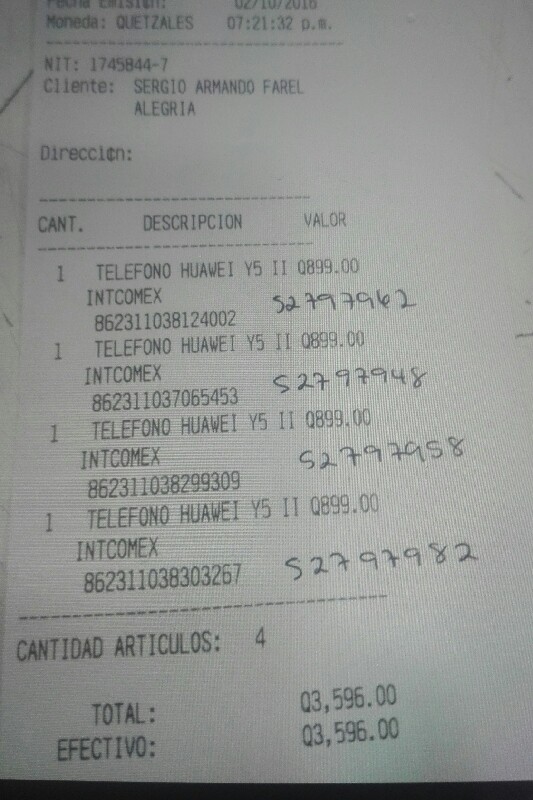 Fecha Emisión: 02/10/2016
Moneda: QUETZALES 07:21:32 p.m.
NIT: 1745844-7
Cliente: SERGIO ARMANDO FAREL
ALEGRIA
Dirección:
CANT. DESCRIPCION VALOR
1 TELEFONO HUAWEI Y5 II Q899.00
INTCOMEX
52797962
862311038124002
1 TELEFONO HUAWEI Y5 II Q899.00
INTCOMEX
52797948
862311037065453
1 TELEFONO HUAWEI Y5 II Q899.00
INTCOMEX
52797958
862311038299309
1 TELEFONO HUAWEI Y5 II Q899.00
INTCOMEX
52797982
862311038303267
CANTIDAD ARTICULOS: 4
TOTAL: Q3,596.00
EFECTIVO: Q3,596.00